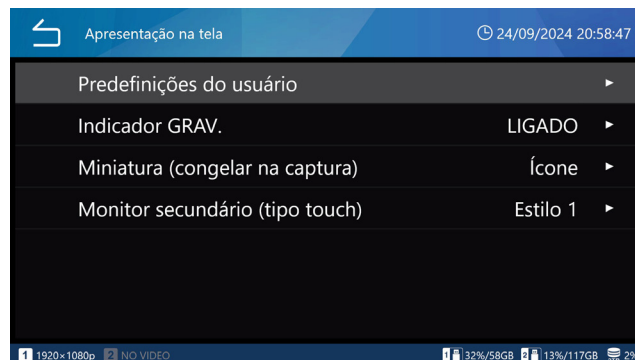 Apresentação na tela 24/09/2024 20:58:47
Predefinições do usuário
Indicador GRAV. LIGADO
Miniatura (congelar na captura) Ícone
Monitor secundário (tipo touch) Estilo 1
1 1920×1080p 2 NO VIDEO 1 32%/58GB 2 13%/117GB 2%